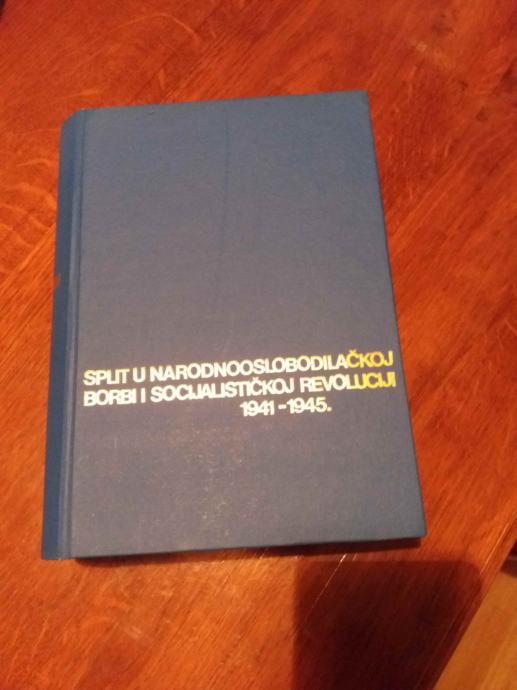 SPLIT U NARODNOOSLOBODILAČKOJ
BORBI I SOCIJALISTIČKOJ REVOLUCIJI
1941-1945.